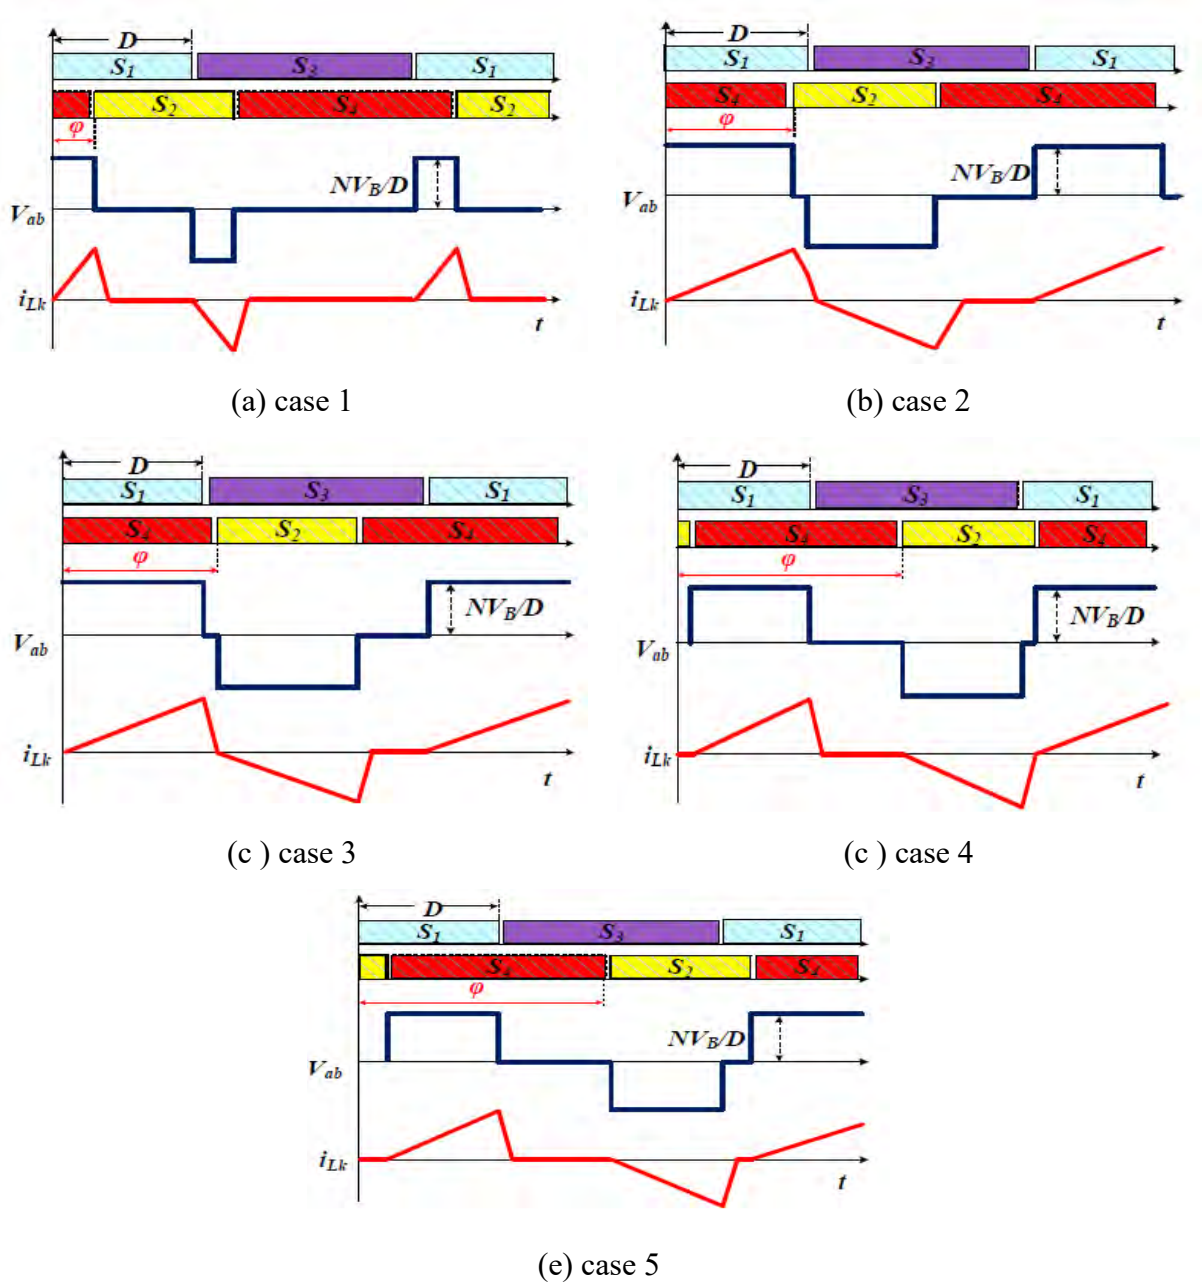 D
S1 S3 S1
S4 S2 S4 S2
φ
NVB/D
Vab
iLk
t
(a) case 1
D
S1 S3 S1
S4 S2 S4
φ
NVB/D
Vab
iLk
t
(b) case 2
D
S1 S3 S1
S4 S2 S4
φ
NVB/D
Vab
iLk
t
(c ) case 3
D
S1 S3 S1
S4 S2 S4
φ
NVB/D
Vab
iLk
t
(c ) case 4
D
S1 S3 S1
S4 S2 S4
φ
NVB/D
Vab
iLk
t
(e) case 5